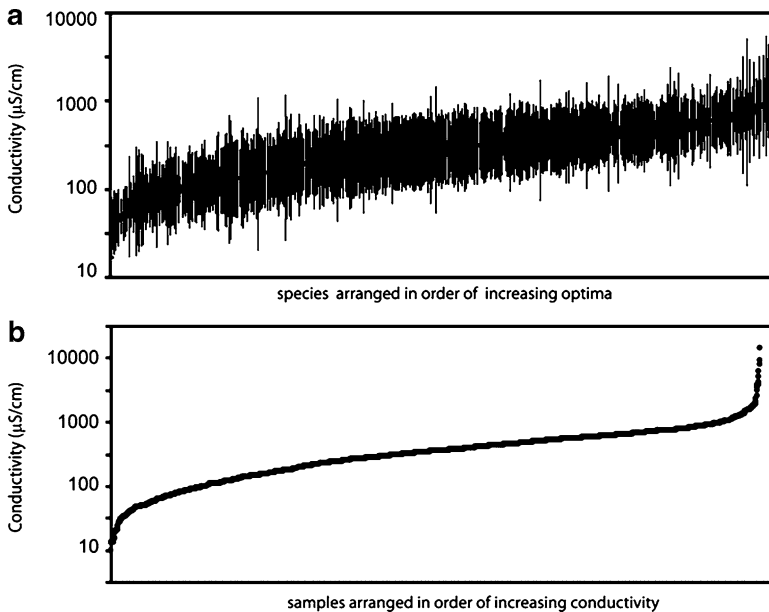 a
10000
1000
100
10
Conductivity (µS/cm)
species arranged in order of increasing optima
b
10000
1000
100
10
Conductivity (µS/cm)
samples arranged in order of increasing conductivity